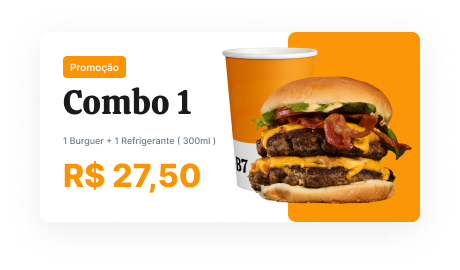 Promoção
Combo 1
1 Burguer + 1 Refrigerante ( 300ml )
R$ 27,50
B7